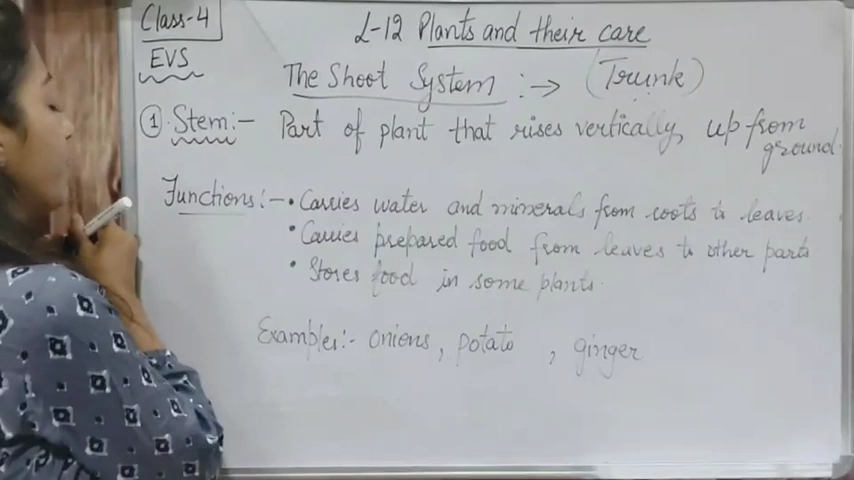 Class-4
EVS
L-12 Plants and their care
The Shoot System :→ (Trunk)
① Stem:- Part of plant that rises vertically, up from
ground.
Functions:- • Carries water and minerals from roots to leaves
• Carries prepared food from leaves to other parts
• Stores food in some plants.
Examples:- onions, potato , ginger